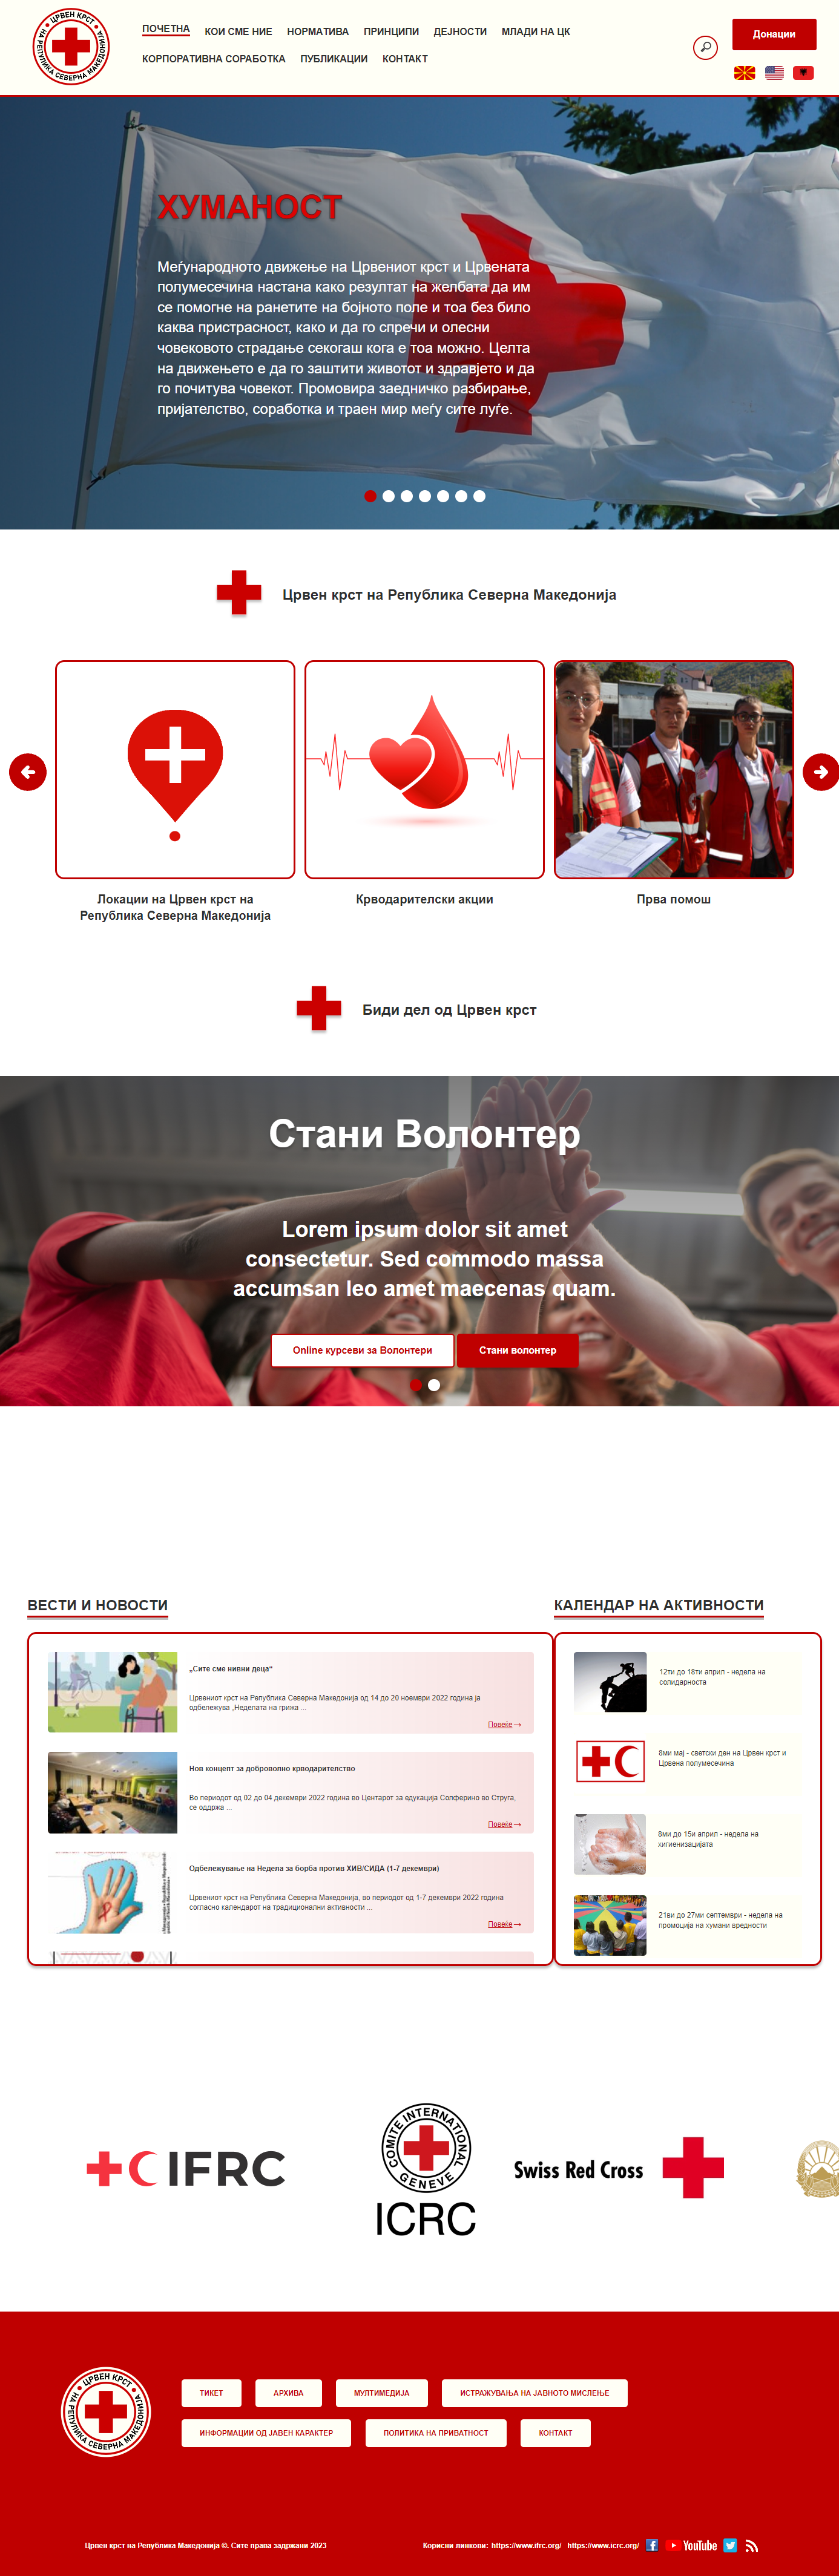 ЦРВЕН КРСТ
НА РЕПУБЛИКА СЕВЕРНА МАКЕДОНИЈА
ПОЧЕТНА КОИ СМЕ НИЕ НОРМАТИВА ПРИНЦИПИ ДЕЈНОСТИ МЛАДИ НА ЦК
КОРПОРАТИВНА СОРАБОТКА ПУБЛИКАЦИИ КОНТАКТ
Донации
ХУМАНОСТ
Меѓународното движење на Црвениот крст и Црвената
полумесечина настана како резултат на желбата да им
се помогне на ранетите на бојното поле и тоа без било
каква пристрасност, како и да го спречи и олесни
човековото страдање секогаш кога е тоа можно. Целта
на движењето е да го заштити животот и здравјето и да
го почитува човекот. Промовира заедничко разбирање,
пријателство, соработка и траен мир меѓу сите луѓе.
Црвен крст на Република Северна Македонија
Локации на Црвен крст на
Република Северна Македонија
Крводарителски акции
Прва помош
Биди дел од Црвен крст
Стани Волонтер
Lorem ipsum dolor sit amet
consectetur. Sed commodo massa
accumsan leo amet maecenas quam.
Online курсеви за Волонтери
Стани волонтер
ВЕСТИ И НОВОСТИ
„Сите сме нивни деца“
Црвениот крст на Република Северна Македонија од 14 до 20 ноември 2022 година ја
одбележува „Неделата на грижа ...
Повеќе→
Нов концепт за доброволно крводарителство
Во периодот од 02 до 04 декември 2022 година во Центарот за едукација Солферино во Струга,
се оддржа ...
Повеќе→
Одбележување на Недела за борба против ХИВ/СИДА (1-7 декември)
Црвениот крст на Република Северна Македонија, во периодот од 1-7 декември 2022 година
согласно календарот на традиционални активности ...
Повеќе→
КАЛЕНДАР НА АКТИВНОСТИ
12ти до 18ти април - недела на
солидарноста
8ми мај - светски ден на Црвен крст и
Црвена полумесечина
8ми до 15и април - недела на
хигиенизацијата
21ви до 27ми септември - недела на
промоција на хумани вредности
IFRC
COMITE INTERNATIONAL
GENEVE
ICRC
Swiss Red Cross
ЦРВЕН КРСТ
НА РЕПУБЛИКА СЕВЕРНА МАКЕДОНИЈА
ТИКЕТ АРХИВА МУЛТИМЕДИЈА ИСТРАЖУВАЊА НА ЈАВНОТО МИСЛЕЊЕ
ИНФОРМАЦИИ ОД ЈАВЕН КАРАКТЕР ПОЛИТИКА НА ПРИВАТНОСТ КОНТАКТ
Црвен крст на Република Македонија ©. Сите права задржани 2023
Корисни линкови: https://www.ifrc.org/ https://www.icrc.org/ YouTube